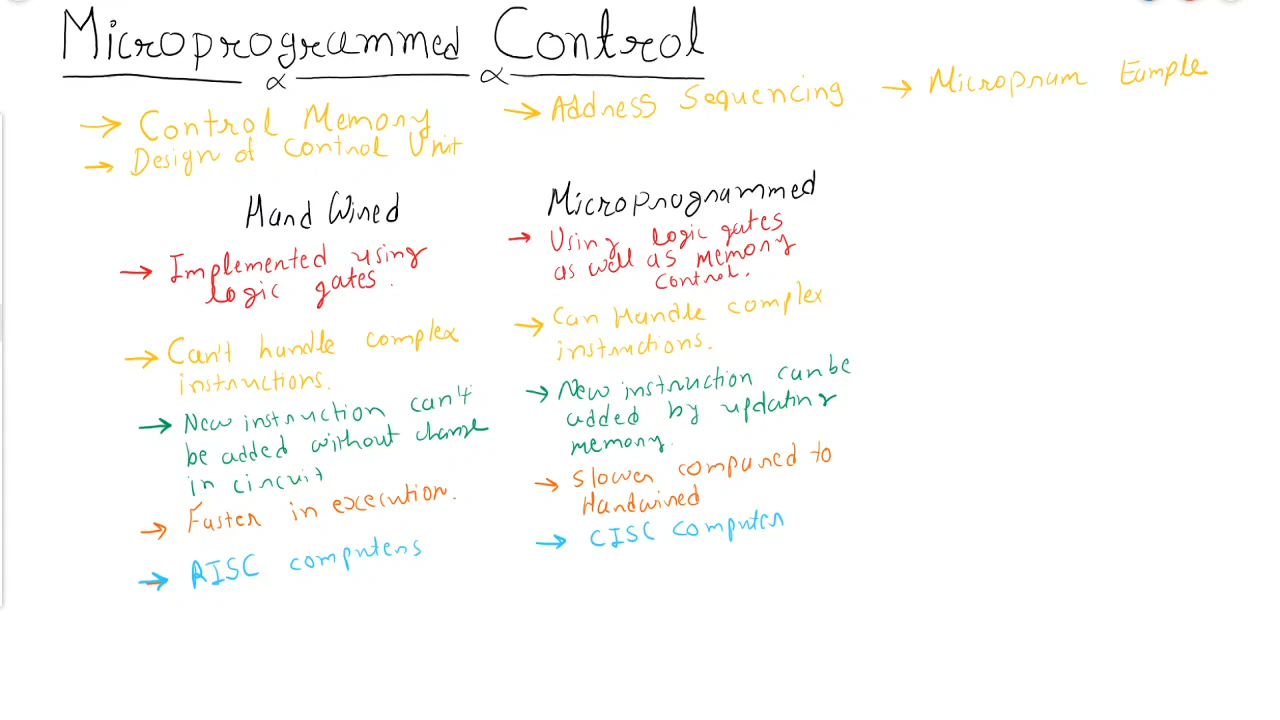 Microprogrammed Control
→ Control Memory
→ Address Sequencing
→ Microprram Eample
→ Design of Control Unit
Hard Wired
→ Implemented using
logic gates.
→ Can't handle complex
instructions.
→ New instruction can't
be added without change
in circuit
→ Faster in execution.
→ RISC computers
Microprogrammed
→ Using logic gates
as well as memory
control.
→ Can Handle complex
instructions.
→ New instruction can be
added by updating
memory.
→ Slower compared to
Hardwired
→ CISC computer